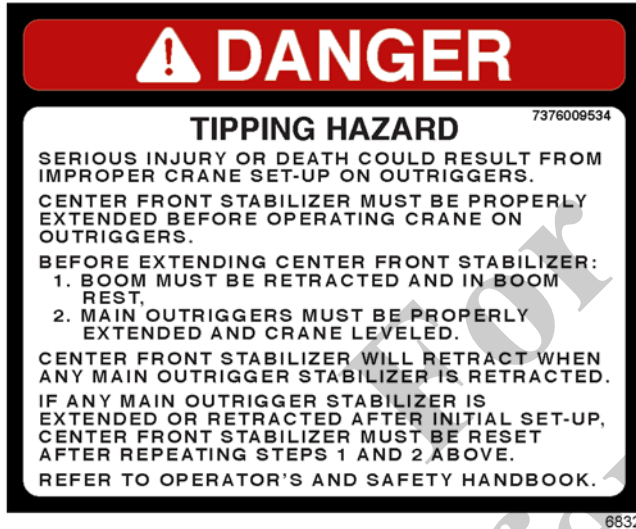 DANGER
7376009534
TIPPING HAZARD
SERIOUS INJURY OR DEATH COULD RESULT FROM
IMPROPER CRANE SET-UP ON OUTRIGGERS.
CENTER FRONT STABILIZER MUST BE PROPERLY
EXTENDED BEFORE OPERATING CRANE ON
OUTRIGGERS.
BEFORE EXTENDING CENTER FRONT STABILIZER:
1. BOOM MUST BE RETRACTED AND IN BOOM
REST,
2. MAIN OUTRIGGERS MUST BE PROPERLY
EXTENDED AND CRANE LEVELED.
CENTER FRONT STABILIZER WILL RETRACT WHEN
ANY MAIN OUTRIGGER STABILIZER IS RETRACTED.
IF ANY MAIN OUTRIGGER STABILIZER IS
EXTENDED OR RETRACTED AFTER INITIAL SET-UP,
CENTER FRONT STABILIZER MUST BE RESET
AFTER REPEATING STEPS 1 AND 2 ABOVE.
REFER TO OPERATOR'S AND SAFETY HANDBOOK.
6832
For